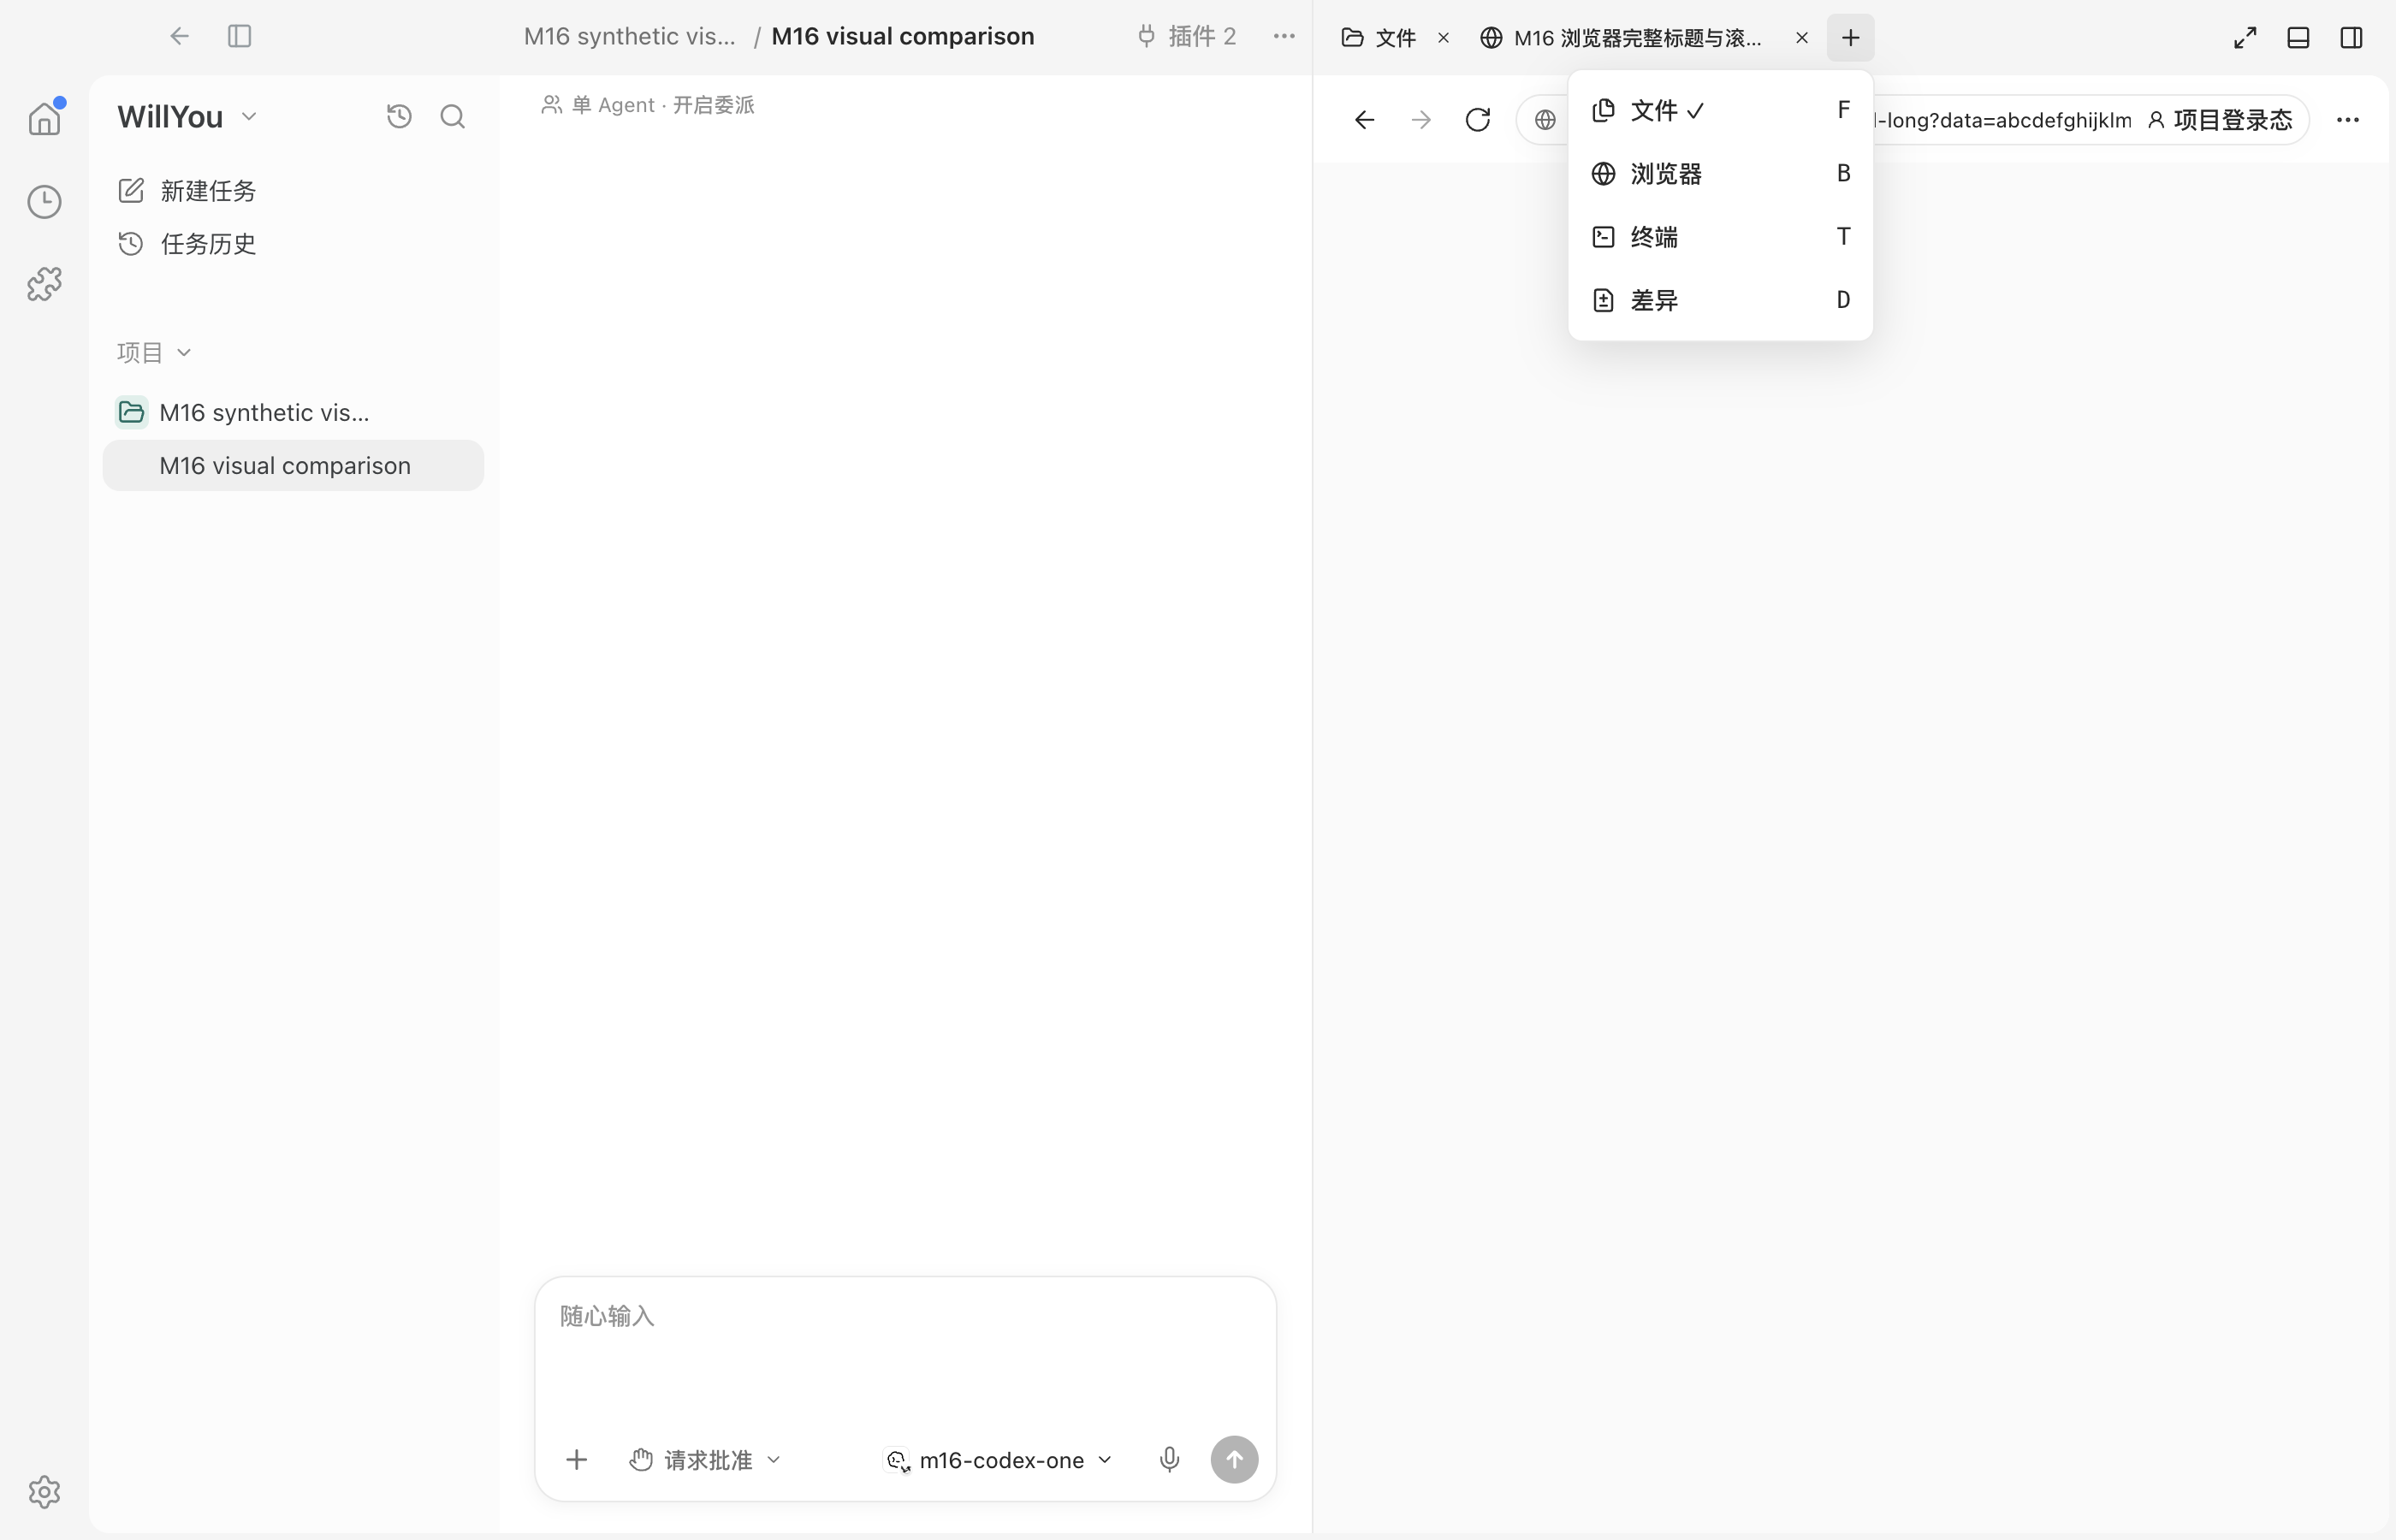 M16 synthetic vis... / M16 visual comparison
插件 2
文件
M16 浏览器完整标题与滚...
WillYou
新建任务
任务历史
项目
M16 synthetic vis...
M16 visual comparison
单 Agent · 开启委派
l-long?data=abcdefghijklm
项目登录态
文件 F
浏览器 B
终端 T
差异 D
随心输入
请求批准
m16-codex-one